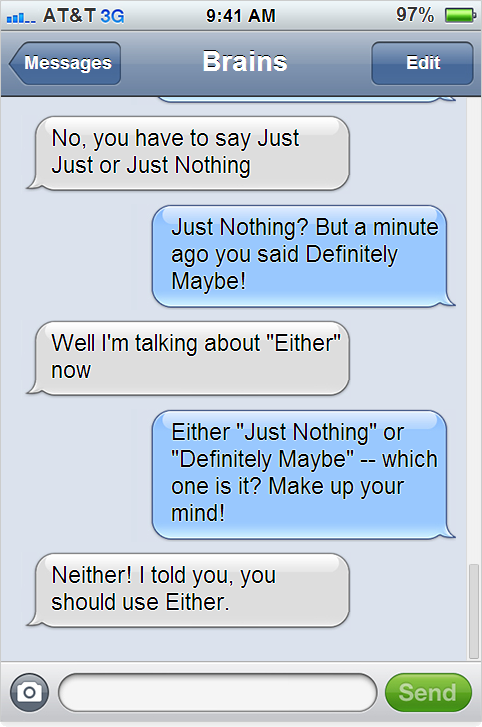 AT&T 3G 9:41 AM 97%
Messages Brains Edit
No, you have to say Just
Just or Just Nothing
Just Nothing? But a minute
ago you said Definitely
Maybe!
Well I'm talking about "Either"
now
Either "Just Nothing" or
"Definitely Maybe" -- which
one is it? Make up your
mind!
Neither! I told you, you
should use Either.
Send